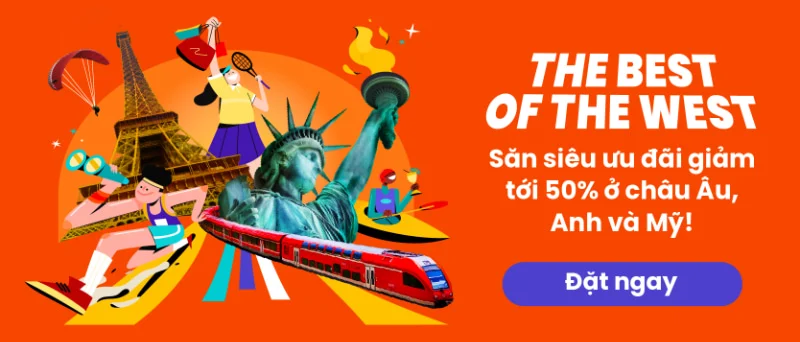 THE BEST
OF THE WEST
Săn siêu ưu đãi giảm
tới 50% ở châu Âu,
Anh và Mỹ!
Đặt ngay